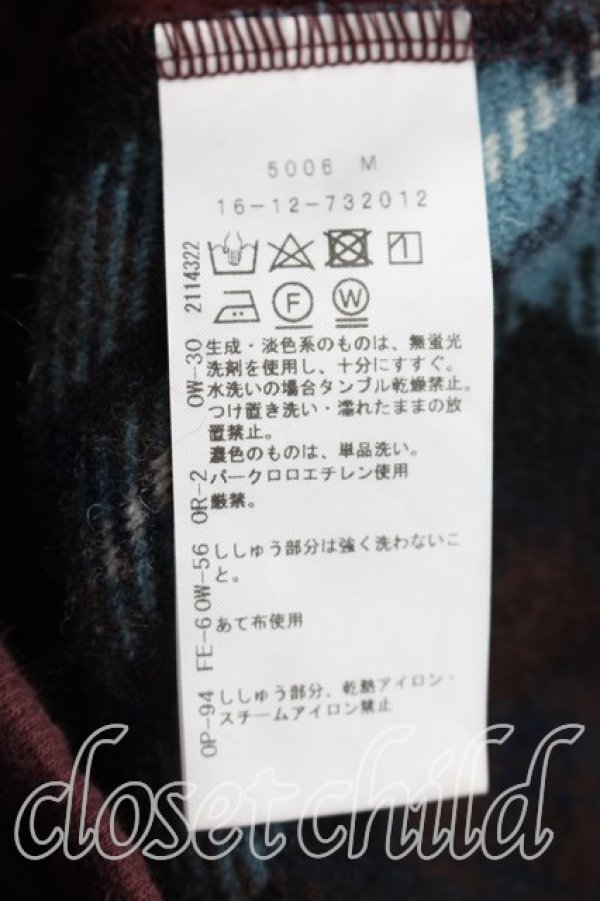 5006 M
16-12-732012
2114322
F
W
OW-30
生成・淡色系のものは、無蛍光
洗剤を使用し、十分にすすぐ。
水洗いの場合タンブル乾燥禁止。
つけ置き洗い・濡れたままの放
置禁止。
濃色のものは、単品洗い。
OR-2
パークロロエチレン使用
厳禁。
OW-56
ししゅう部分は強く洗わないこ
と。
FE-6
あて布使用
OP-94
ししゅう部分、乾熱アイロン・
スチームアイロン禁止
closet child